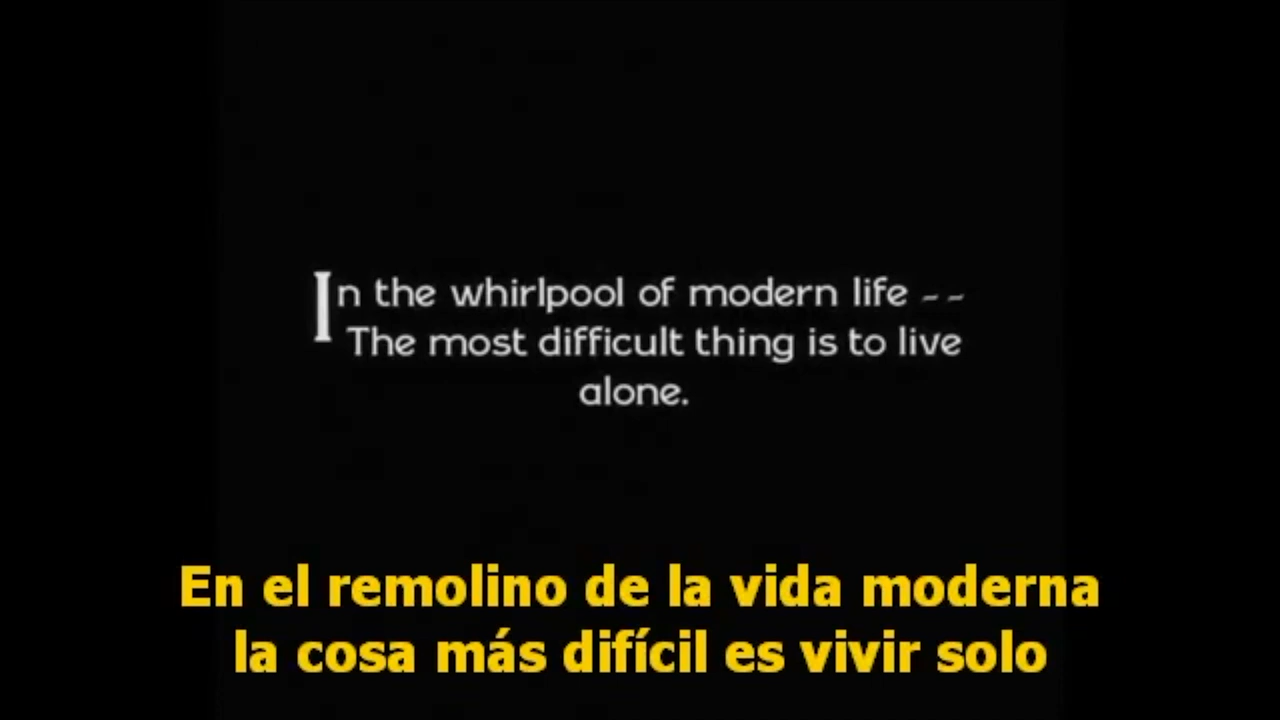 In the whirlpool of modern life --
The most difficult thing is to live
alone.
En el remolino de la vida moderna
la cosa más difícil es vivir solo